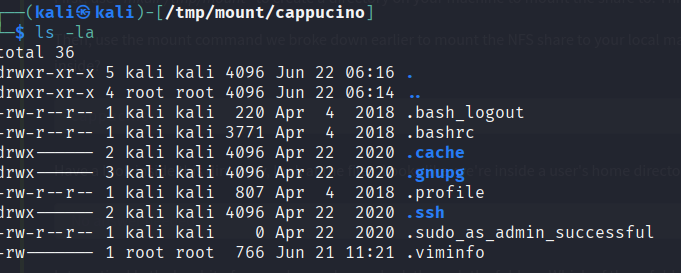 (kali㉿kali)-[/tmp/mount/cappucino]
$ ls -la
total 36
drwxr-xr-x 5 kali kali 4096 Jun 22 06:16 .
drwxr-xr-x 4 root root 4096 Jun 22 06:14 ..
-rw-r--r-- 1 kali kali  220 Apr  4  2018 .bash_logout
-rw-r--r-- 1 kali kali 3771 Apr  4  2018 .bashrc
drwx------ 2 kali kali 4096 Apr 22  2020 .cache
drwx------ 3 kali kali 4096 Apr 22  2020 .gnupg
-rw-r--r-- 1 kali kali  807 Apr  4  2018 .profile
drwx------ 2 kali kali 4096 Apr 22  2020 .ssh
-rw-r--r-- 1 kali kali    0 Apr 22  2020 .sudo_as_admin_successful
-rw------- 1 root root  766 Jun 21 11:21 .viminfo